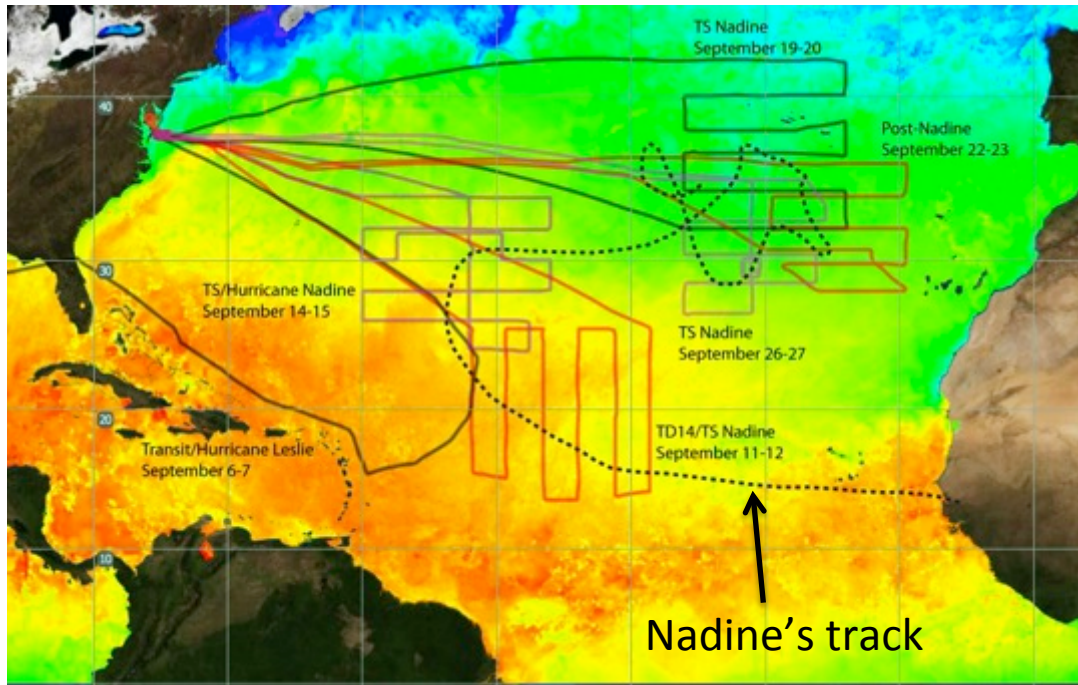 TS Nadine
September 19-20
40
Post-Nadine
September 22-23
30
TS/Hurricane Nadine
September 14-15
TS Nadine
September 26-27
20
TD14/TS Nadine
September 11-12
Transit/Hurricane Leslie
September 6-7
10
Nadine’s track